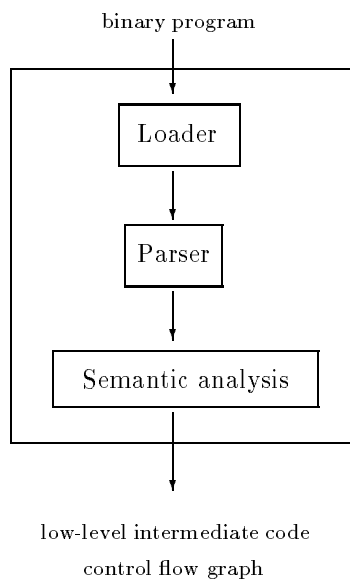 binary program
Loader
Parser
Semantic analysis
low-level intermediate code
control flow graph